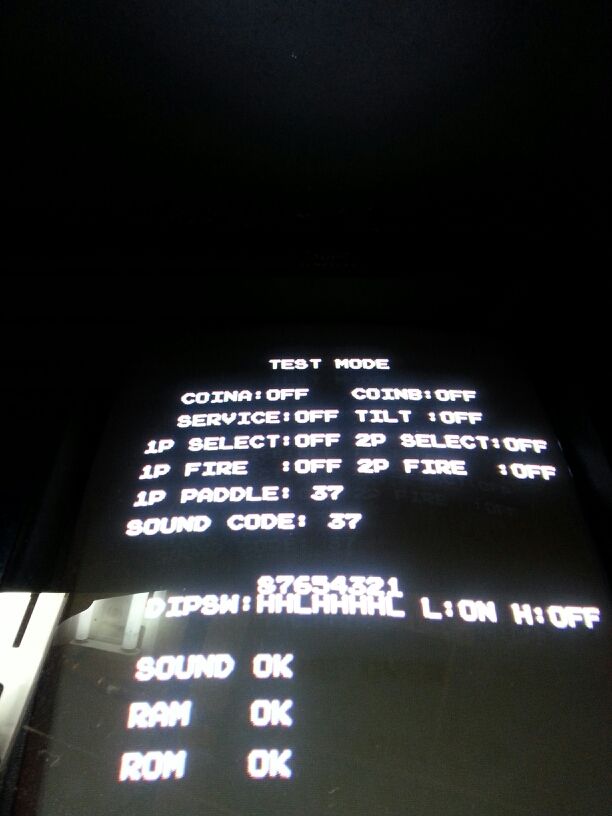 TEST MODE
COINA:OFF COINB:OFF
SERVICE:OFF TILT :OFF
1P SELECT:OFF 2P SELECT:OFF
1P FIRE :OFF 2P FIRE :OFF
1P PADDLE: 37
SOUND CODE: 37
87654321
DIPSW:HHLHHHHL L:ON H:OFF
SOUND OK
RAM OK
ROM OK